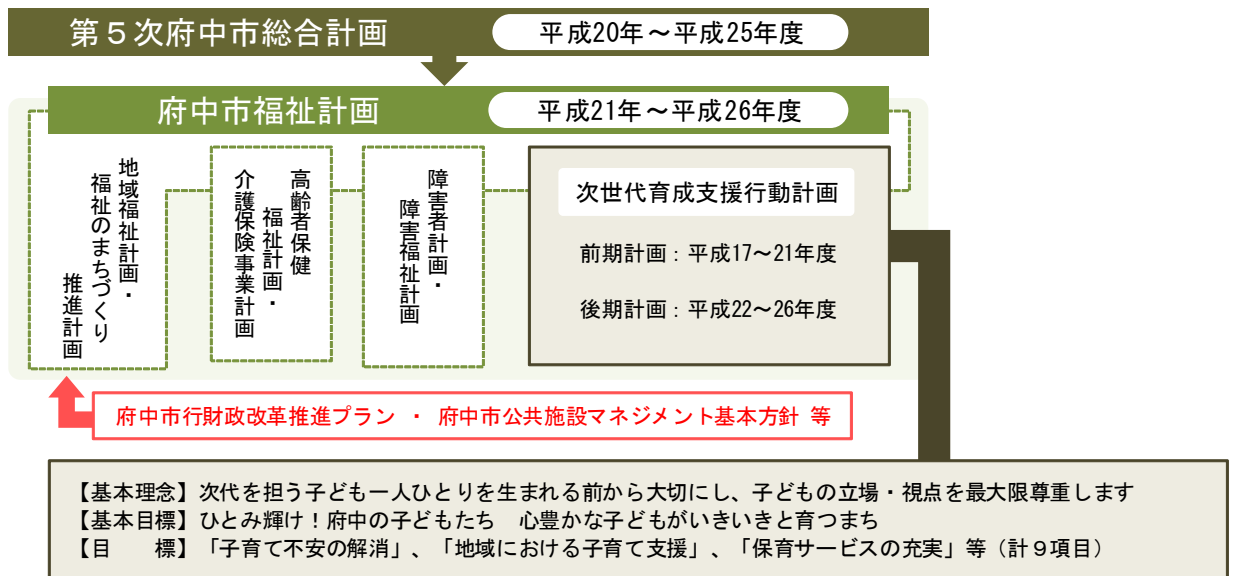 第５次府中市総合計画
平成20年～平成25年度
府中市福祉計画
平成21年～平成26年度
地域福祉計画・
福祉のまちづくり
推進計画
高齢者保健
福祉計画・
介護保険事業計画
障害者計画・
障害福祉計画
次世代育成支援行動計画
前期計画：平成17～21年度
後期計画：平成22～26年度
府中市行財政改革推進プラン ・ 府中市公共施設マネジメント基本方針 等
【基本理念】次代を担う子ども一人ひとりを生まれる前から大切にし、子どもの立場・視点を最大限尊重します
【基本目標】ひとみ輝け！府中の子どもたち　心豊かな子どもがいきいきと育つまち
【目　　標】「子育て不安の解消」、「地域における子育て支援」、「保育サービスの充実」等（計９項目）